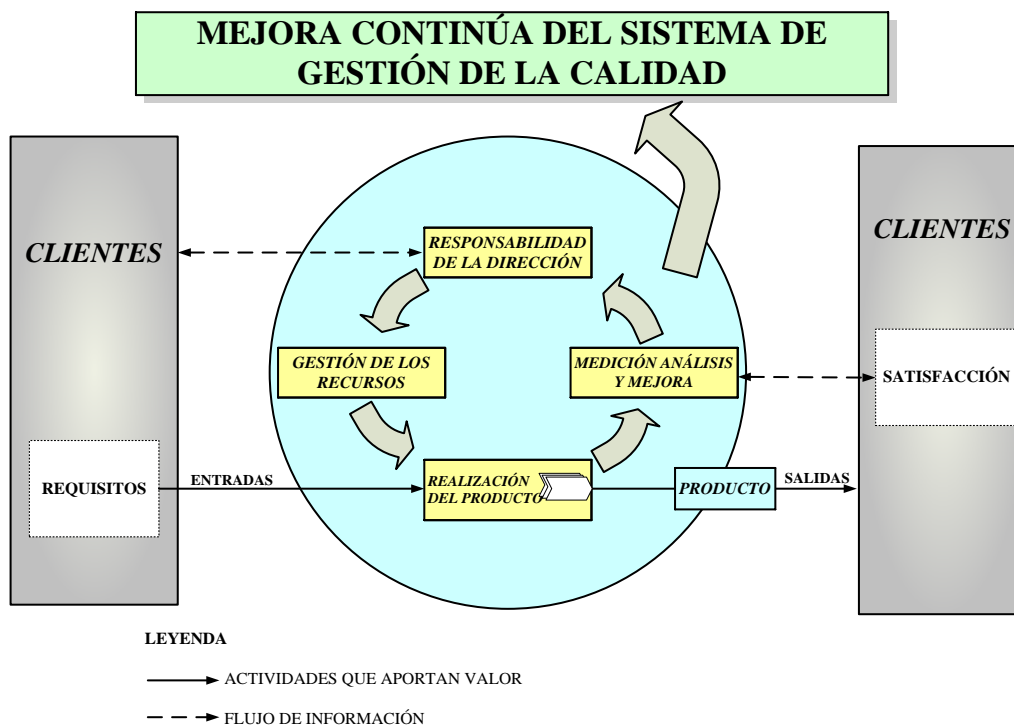 MEJORA CONTINÚA DEL SISTEMA DE
GESTIÓN DE LA CALIDAD
CLIENTES
RESPONSABILIDAD
DE LA DIRECCIÓN
CLIENTES
GESTIÓN DE LOS
RECURSOS
MEDICIÓN ANÁLISIS
Y MEJORA
SATISFACCIÓN
REQUISITOS
ENTRADAS
REALIZACIÓN
DEL PRODUCTO
PRODUCTO
SALIDAS
LEYENDA
ACTIVIDADES QUE APORTAN VALOR
FLUJO DE INFORMACIÓN